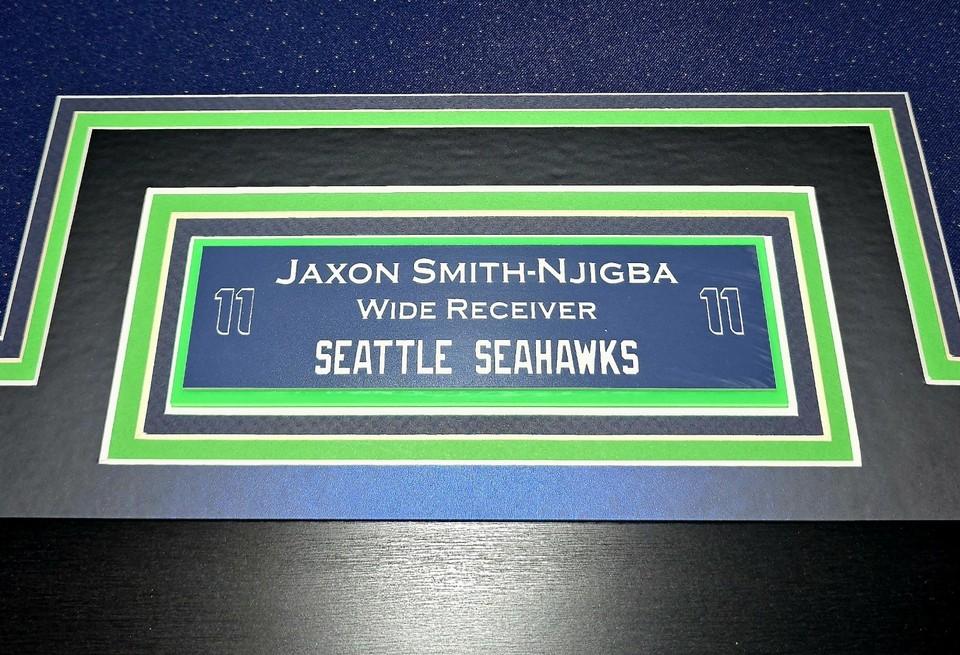 Jaxon Smith-Njigba
11 Wide Receiver 11
SEATTLE SEAHAWKS